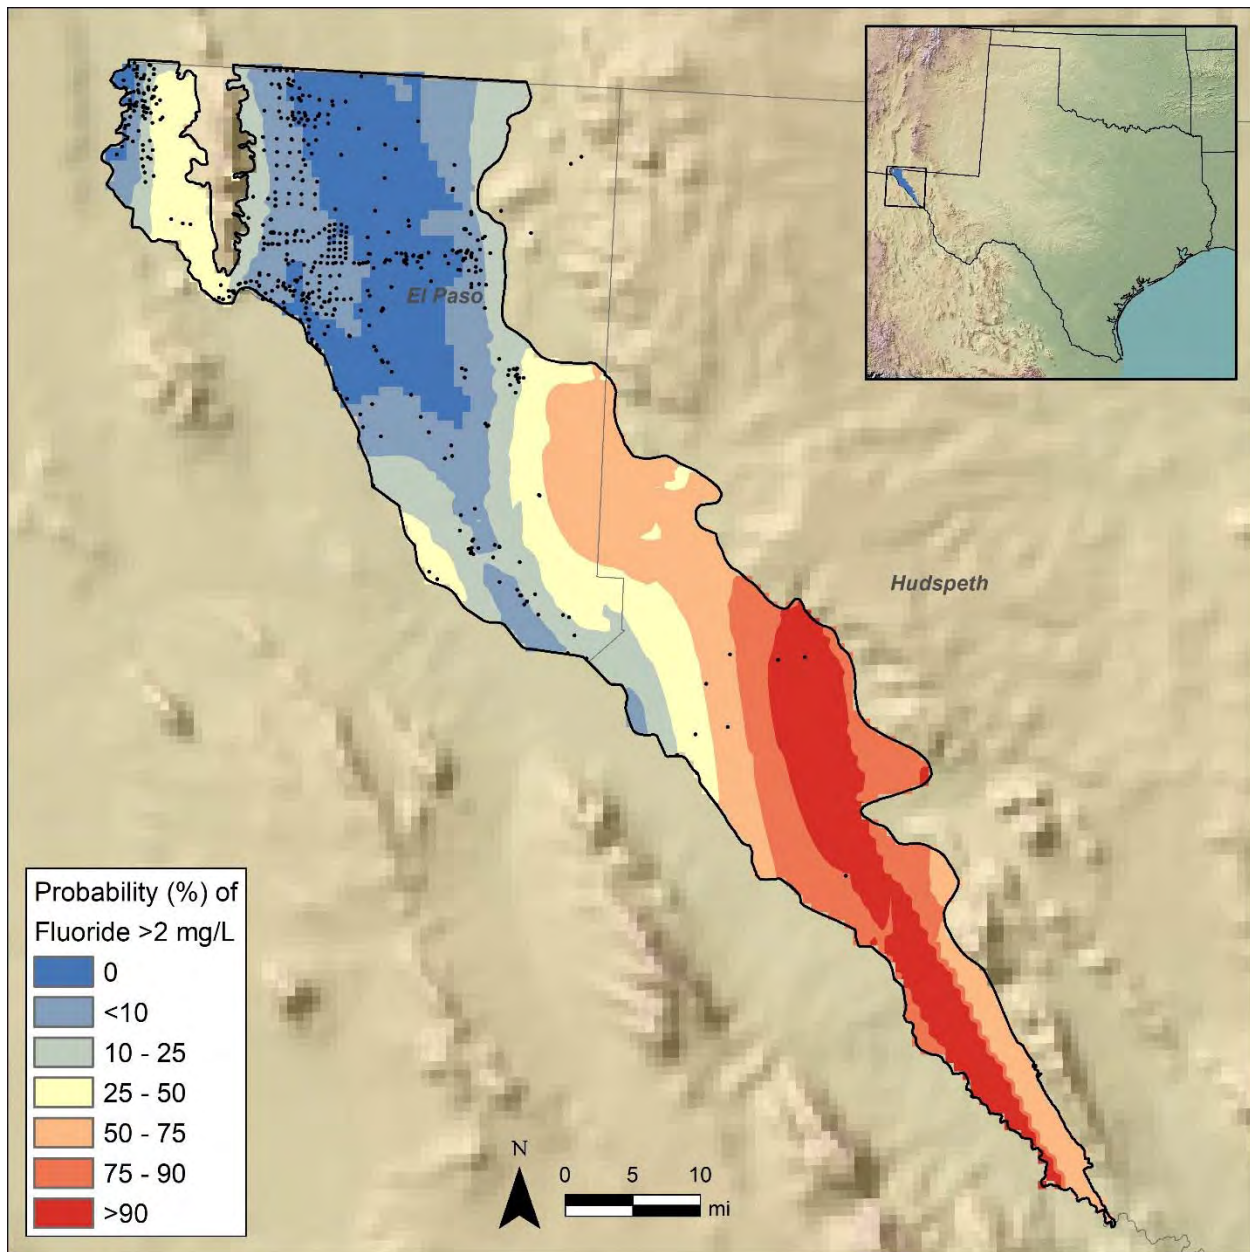 El Paso
Hudspeth
Probability (%) of
Fluoride >2 mg/L
0
<10
10 - 25
25 - 50
50 - 75
75 - 90
>90
N
0 5 10
mi